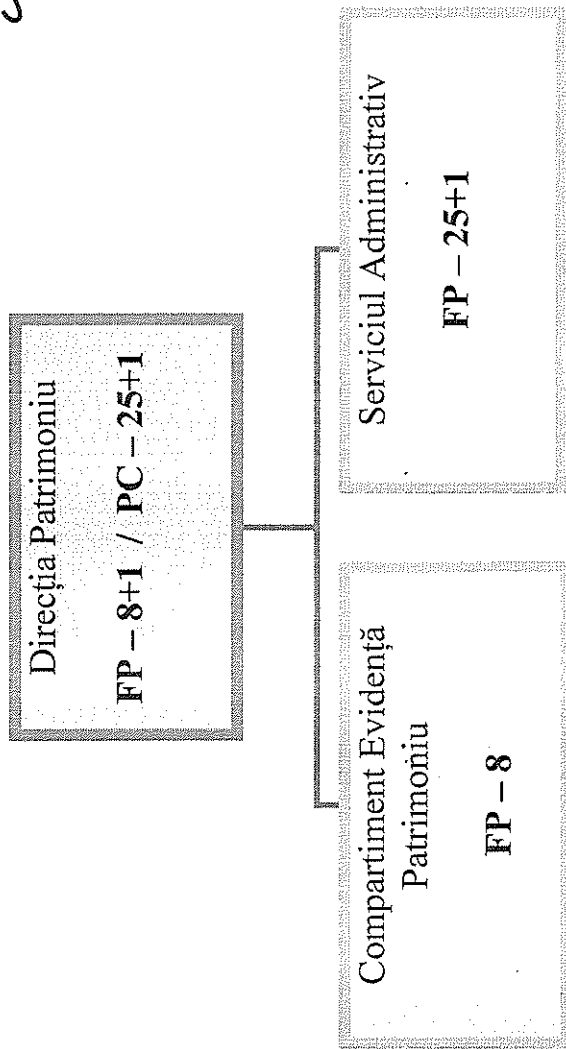 Direcția Patrimoniu
FP – 8+1 / PC – 25+1
Compartiment Evidență
Patrimoniu
FP – 8
Serviciul Administrativ
FP – 25+1